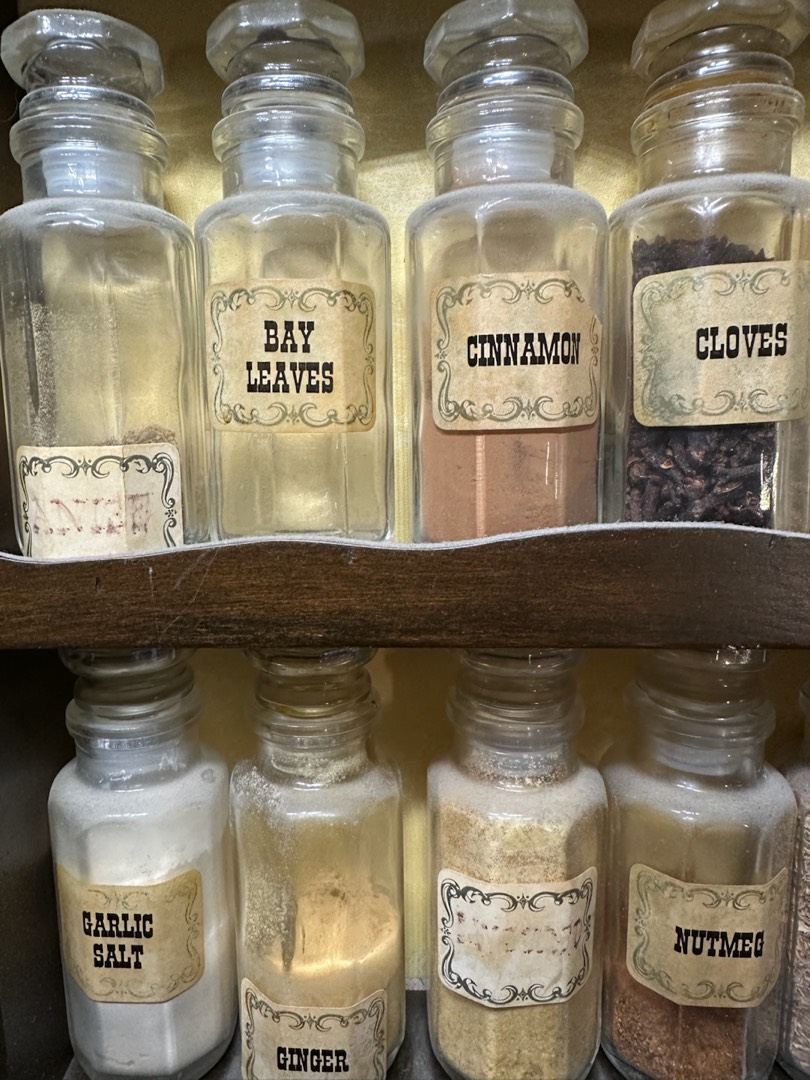 BAY
LEAVES
CINNAMON
CLOVES
GARLIC
SALT
GINGER
NUTMEG